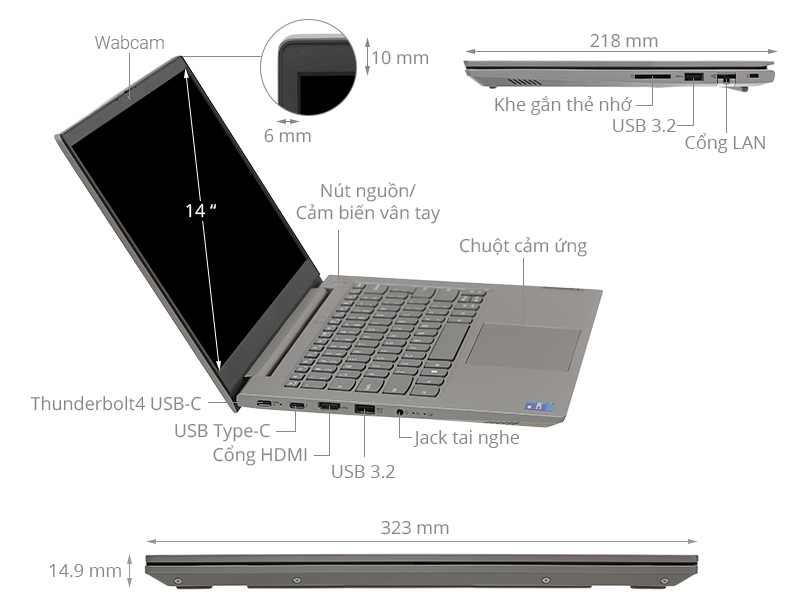 Wabcam
10 mm
6 mm
218 mm
Khe gắn thẻ nhớ
USB 3.2
Cổng LAN
14 “
Nút nguồn/
Cảm biến vân tay
Chuột cảm ứng
Thunderbolt4 USB-C
USB Type-C
Cổng HDMI
USB 3.2
Jack tai nghe
323 mm
14.9 mm